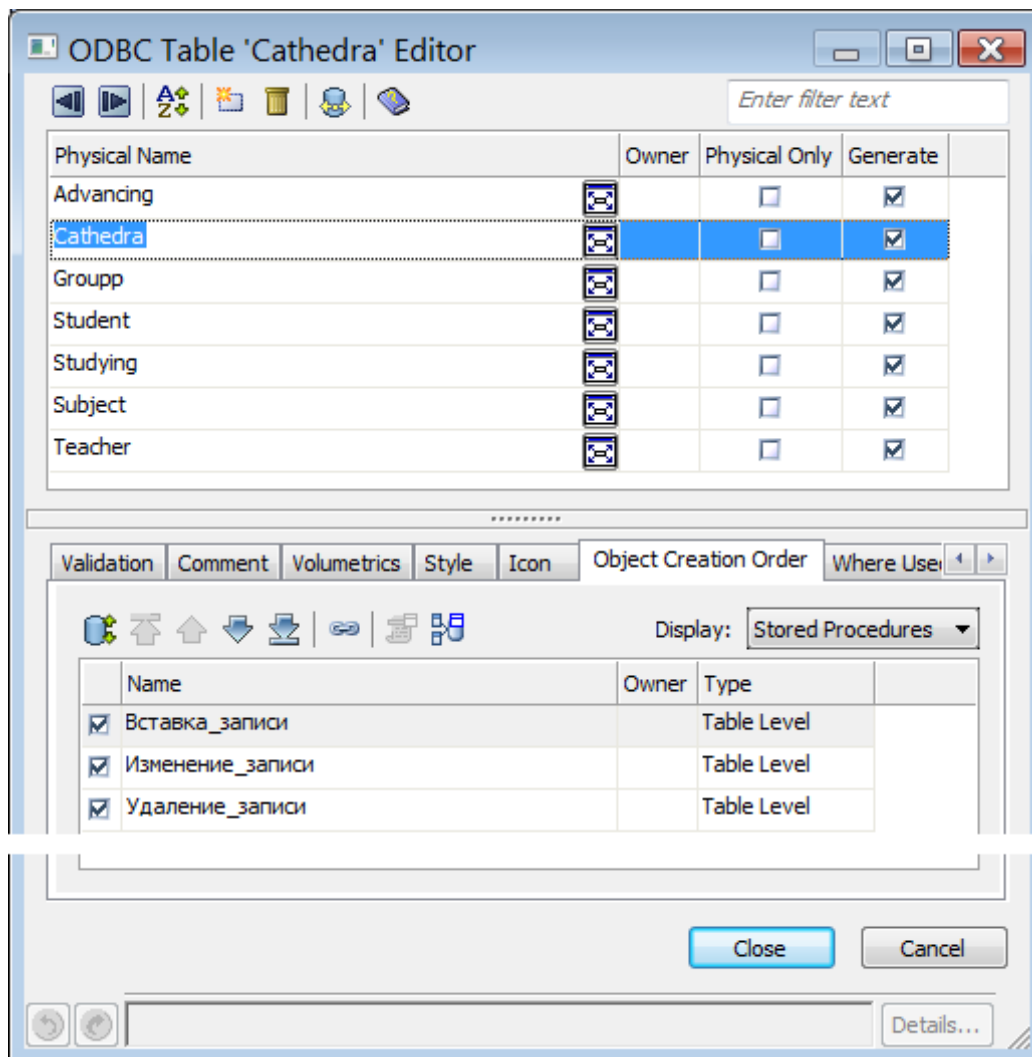 ODBC Table 'Cathedra' Editor
Enter filter text
Physical Name Owner Physical Only Generate
Advancing
Cathedra
Groupp
Student
Studying
Subject
Teacher
Validation Comment Volumetrics Style Icon Object Creation Order Where Use
Display: Stored Procedures
Name Owner Type
Вставка_записи Table Level
Изменение_записи Table Level
Удаление_записи Table Level
Close Cancel
Details...